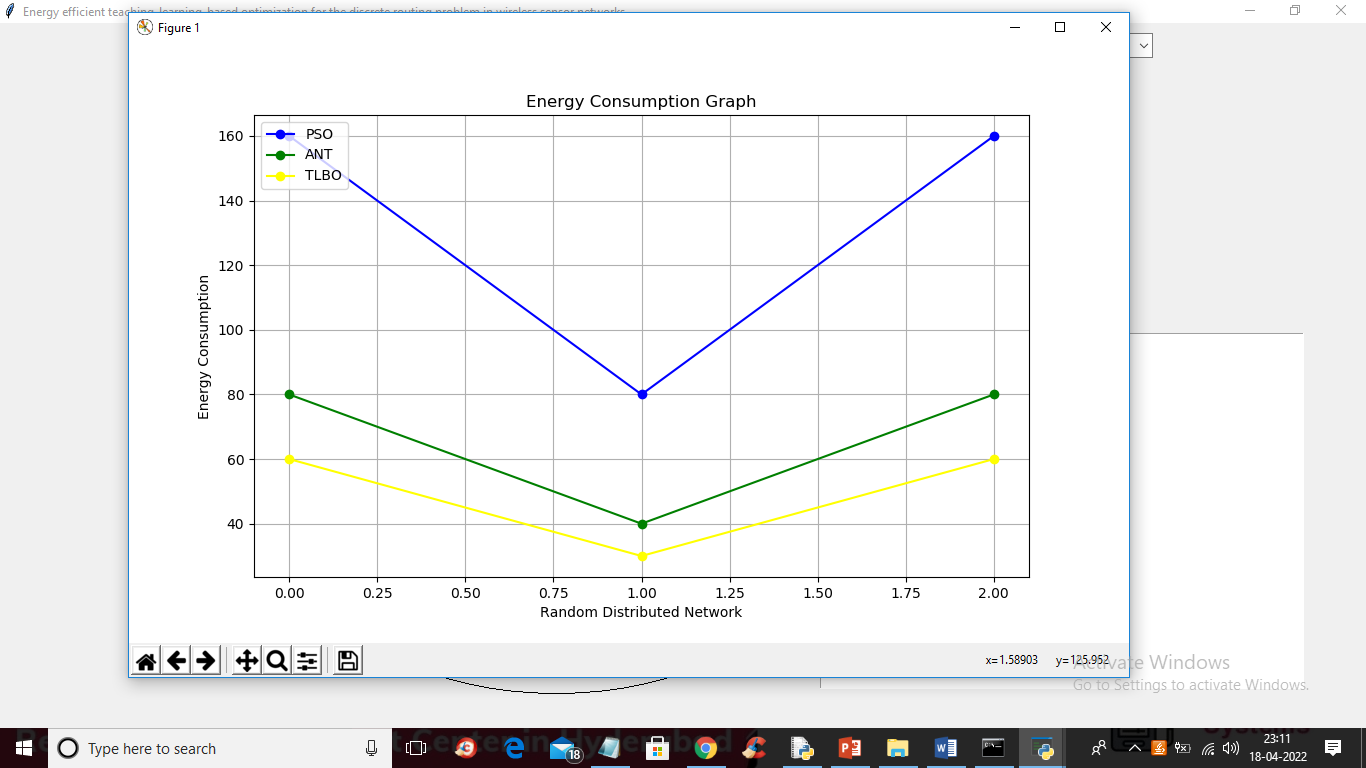 Energy efficient teaching-learning-based optimization for the discrete routing problem in wireless sensor networks
Figure 1
Energy Consumption Graph
PSO
ANT
TLBO
160
140
120
100
80
60
40
Energy Consumption
0.00 0.25 0.50 0.75 1.00 1.25 1.50 1.75 2.00
Random Distributed Network
x=1.58903 y=125.952
Activate Windows
Go to Settings to activate Windows.
Type here to search
18
23:11
18-04-2022